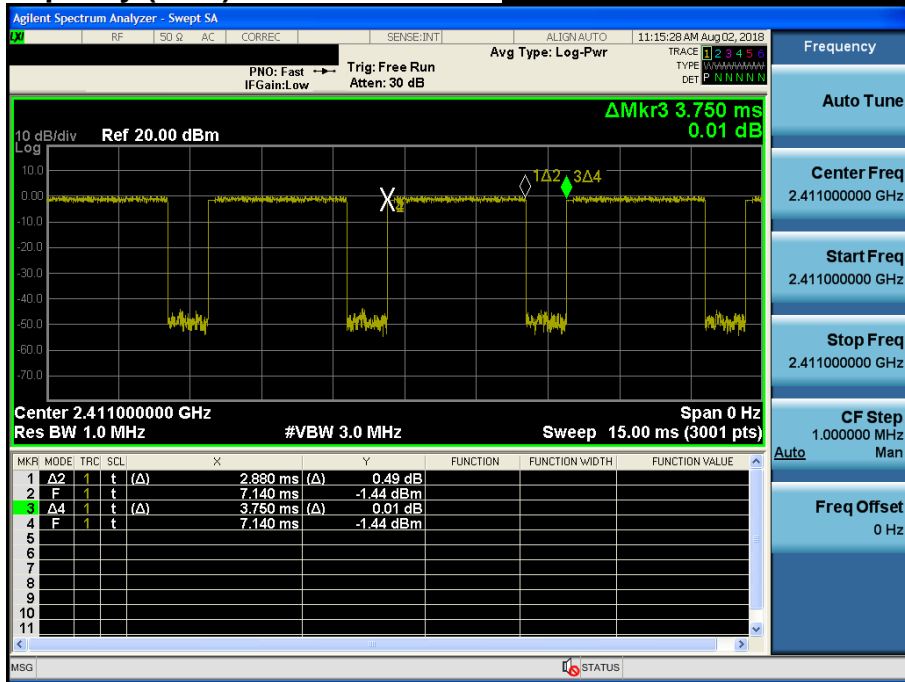 Agilent Spectrum Analyzer - Swept SA
LXI RF 50 Ω AC CORREC SENSE:INT ALIGN AUTO 11:15:28 AM Aug 02, 2018
Frequency
Avg Type: Log-Pwr
TRACE 1 2 3 4 5 6
PNO: Fast
Trig: Free Run
TYPE
IFGain:Low
Atten: 30 dB
DET P N N N N N
Auto Tune
ΔMkr3 3.750 ms
0.01 dB
10 dB/div Ref 20.00 dBm
Log
10.0
0.00
-10.0
-20.0
-30.0
-40.0
-50.0
-60.0
-70.0
1Δ2 3Δ4
X
Center Freq
2.411000000 GHz
Start Freq
2.411000000 GHz
Stop Freq
2.411000000 GHz
Center 2.411000000 GHz Span 0 Hz
Res BW 1.0 MHz #VBW 3.0 MHz Sweep 15.00 ms (3001 pts)
CF Step
1.000000 MHz
Auto Man
MKR MODE TRC SCL X Y FUNCTION FUNCTION WIDTH FUNCTION VALUE
1 Δ2 1 t (Δ) 2.880 ms (Δ) 0.49 dB
2 F 1 t 7.140 ms -1.44 dBm
3 Δ4 1 t (Δ) 3.750 ms (Δ) 0.01 dB
4 F 1 t 7.140 ms -1.44 dBm
5
6
7
8
9
10
11
Freq Offset
0 Hz
MSG STATUS